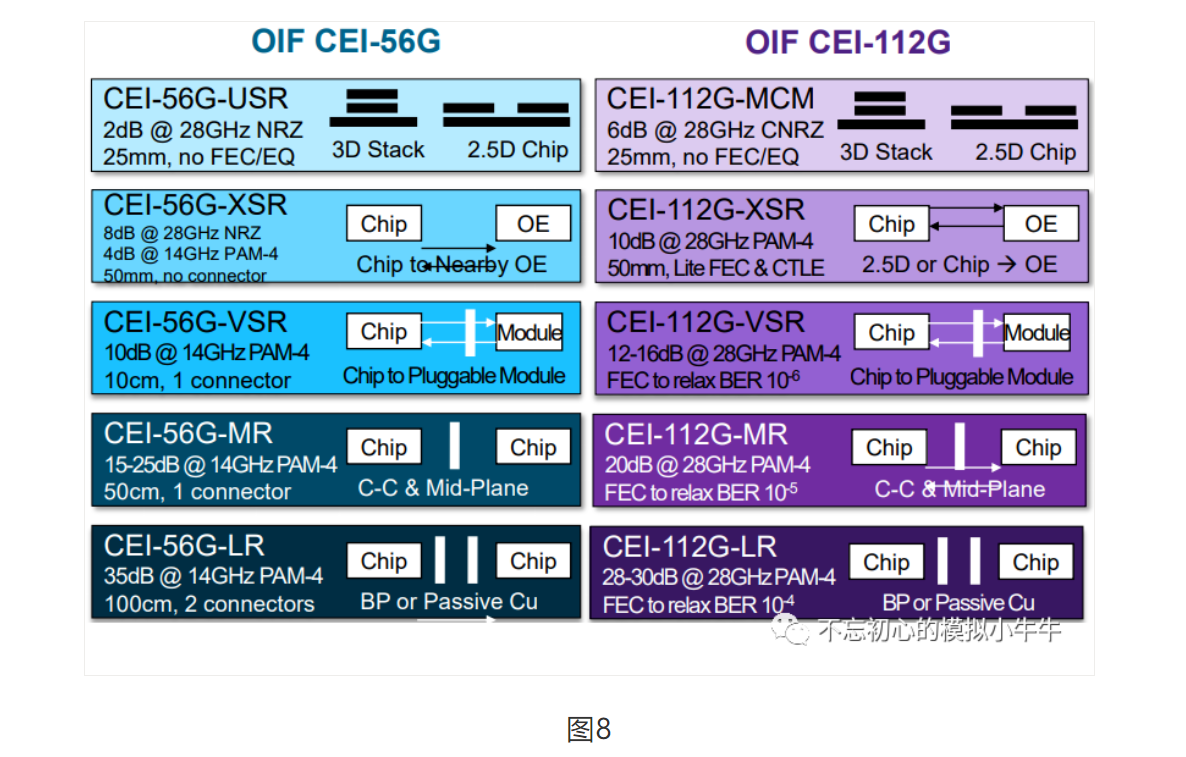 OIF CEI-56G
CEI-56G-USR
2dB @ 28GHz NRZ
25mm, no FEC/EQ
3D Stack
2.5D Chip
CEI-56G-XSR
8dB @ 28GHz NRZ
4dB @ 14GHz PAM-4
50mm, no connector
Chip
OE
Chip to Nearby OE
CEI-56G-VSR
10dB @ 14GHz PAM-4
10cm, 1 connector
Chip
Module
Chip to Pluggable Module
CEI-56G-MR
15-25dB @ 14GHz PAM-4
50cm, 1 connector
Chip
Chip
C-C & Mid-Plane
CEI-56G-LR
35dB @ 14GHz PAM-4
100cm, 2 connectors
Chip
Chip
BP or Passive Cu
OIF CEI-112G
CEI-112G-MCM
6dB @ 28GHz CNRZ
25mm, no FEC/EQ
3D Stack
2.5D Chip
CEI-112G-XSR
10dB @ 28GHz PAM-4
50mm, Lite FEC & CTLE
Chip
OE
2.5D or Chip → OE
CEI-112G-VSR
12-16dB @ 28GHz PAM-4
FEC to relax BER 10-6
Chip
Module
Chip to Pluggable Module
CEI-112G-MR
20dB @ 28GHz PAM-4
FEC to relax BER 10-5
Chip
Chip
C-C & Mid-Plane
CEI-112G-LR
28-30dB @ 28GHz PAM-4
FEC to relax BER 10-4
Chip
Chip
BP or Passive Cu
不忘初心的模拟小牛牛
图8